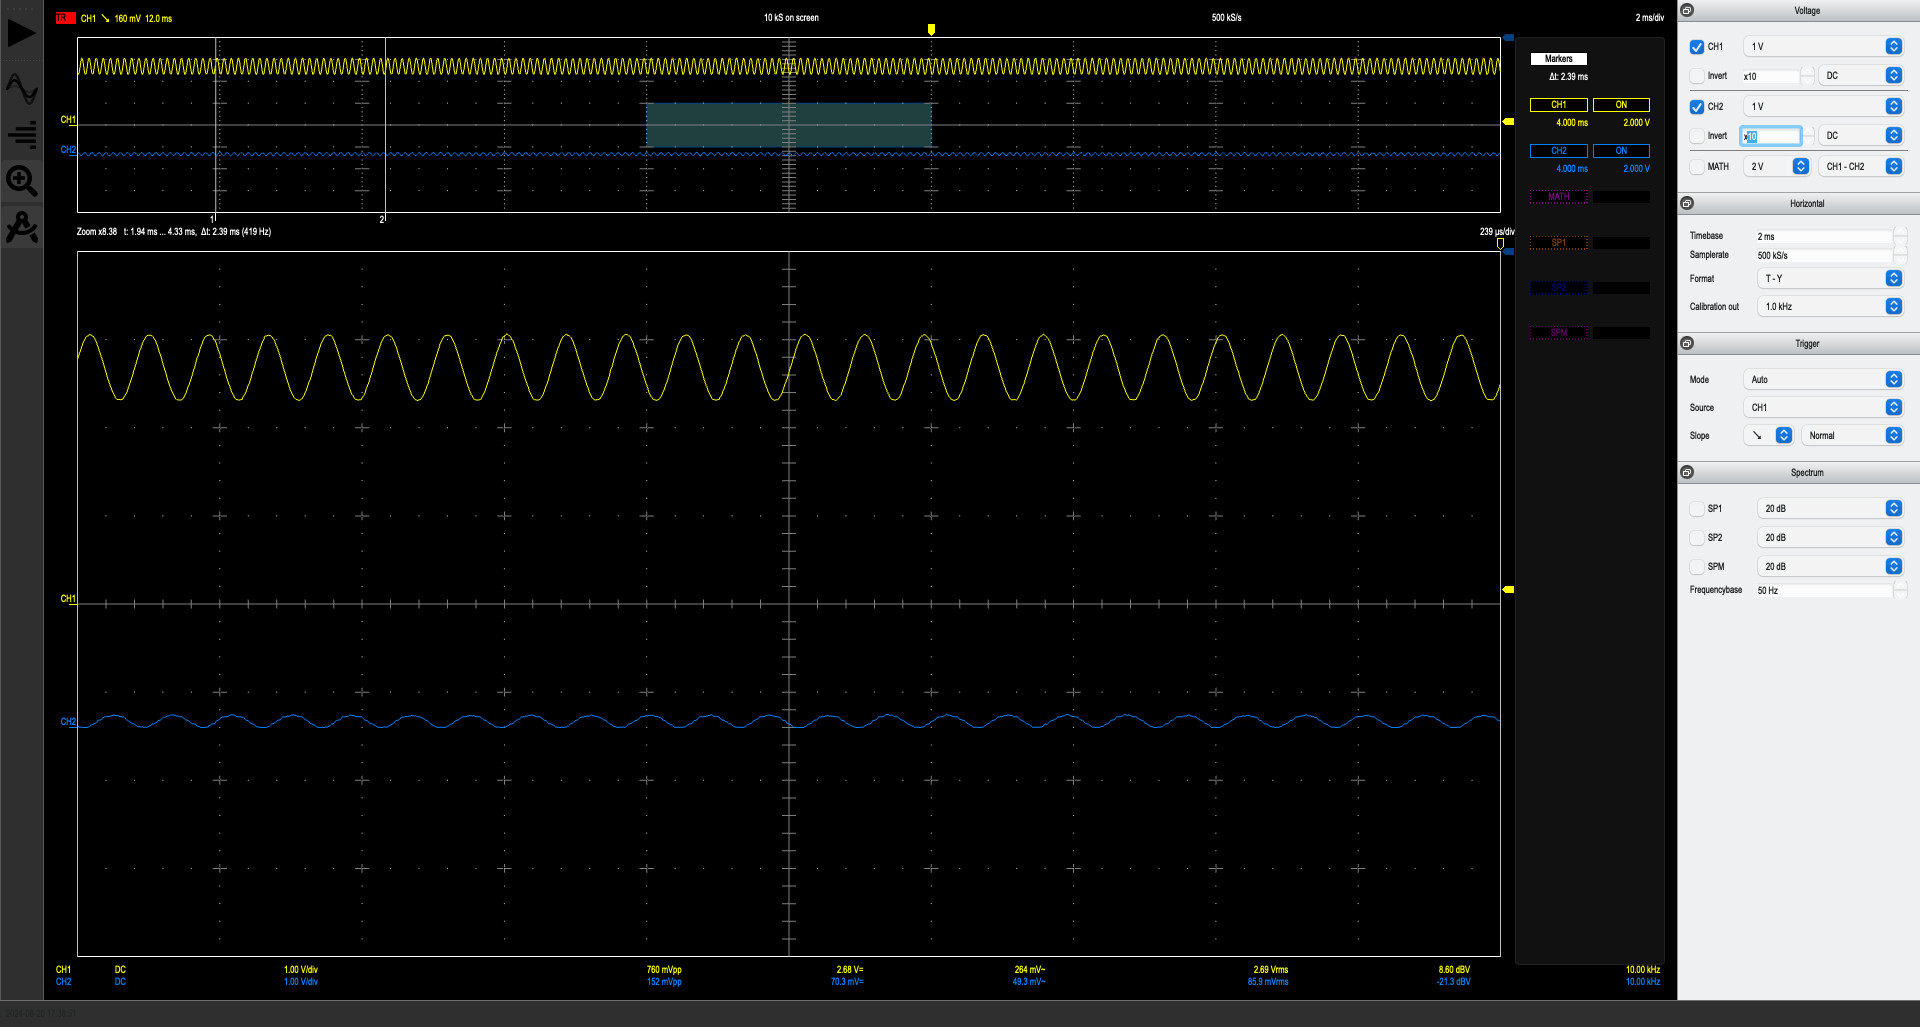 TR CH1 ↘ 160 mV 12.0 ms
10 kS on screen
500 kS/s
2 ms/div
CH1
CH2
1
2
Zoom x8.38 t: 1.94 ms ... 4.33 ms, Δt: 2.39 ms (419 Hz)
239 µs/div
CH1
CH2
CH1 DC 1.00 V/div 760 mVpp 2.68 V= 264 mV~ 2.69 Vrms 8.60 dBV 10.00 kHz
CH2 DC 1.00 V/div 152 mVpp 70.3 mV= 49.3 mV~ 85.9 mVrms -21.3 dBV 10.00 kHz
Markers
Δt: 2.39 ms
CH1 ON
4.000 ms 2.000 V
CH2 ON
4.000 ms 2.000 V
MATH
SP1
SP2
SPM
Voltage
CH1 1 V
Invert x10 DC
CH2 1 V
Invert x10 DC
MATH 2 V CH1 - CH2
Horizontal
Timebase 2 ms
Samplerate 500 kS/s
Format T - Y
Calibration out 1.0 kHz
Trigger
Mode Auto
Source CH1
Slope ↘ Normal
Spectrum
SP1 20 dB
SP2 20 dB
SPM 20 dB
Frequencybase 50 Hz